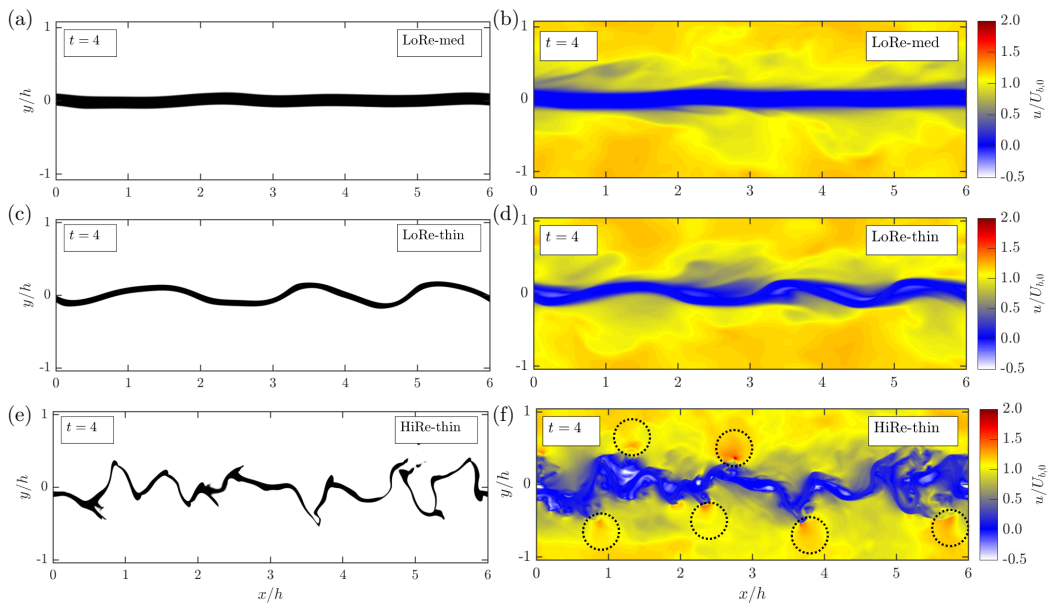 (a)
t = 4
LoRe-med
y/h
1
0
-1
0 1 2 3 4 5 6
(b)
t = 4
LoRe-med
1
0
-1
0 1 2 3 4 5 6
2.0
1.5
1.0
0.5
0.0
-0.5
u/U_{b,0}
(c)
t = 4
LoRe-thin
y/h
1
0
-1
0 1 2 3 4 5 6
(d)
t = 4
LoRe-thin
1
0
-1
0 1 2 3 4 5 6
2.0
1.5
1.0
0.5
0.0
-0.5
u/U_{b,0}
(e)
t = 4
HiRe-thin
y/h
1
0
-1
0 1 2 3 4 5 6
x/h
(f)
t = 4
HiRe-thin
y/h
1
0
-1
0 1 2 3 4 5 6
x/h
2.0
1.5
1.0
0.5
0.0
-0.5
u/U_{b,0}